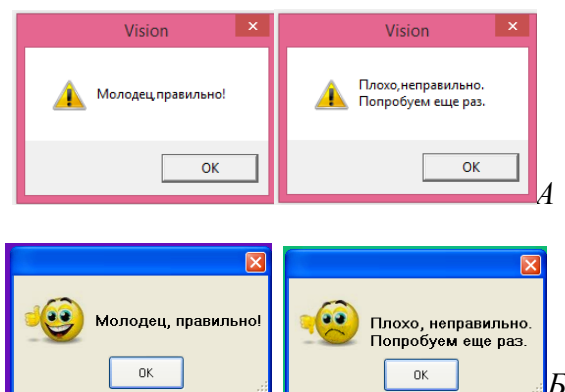 Vision × Vision ×
Молодец,правильно!
Плохо,неправильно.
Попробуем еще раз.
OK OK
А
Молодец, правильно!
Плохо, неправильно.
Попробуем еще раз.
OK OK
Б